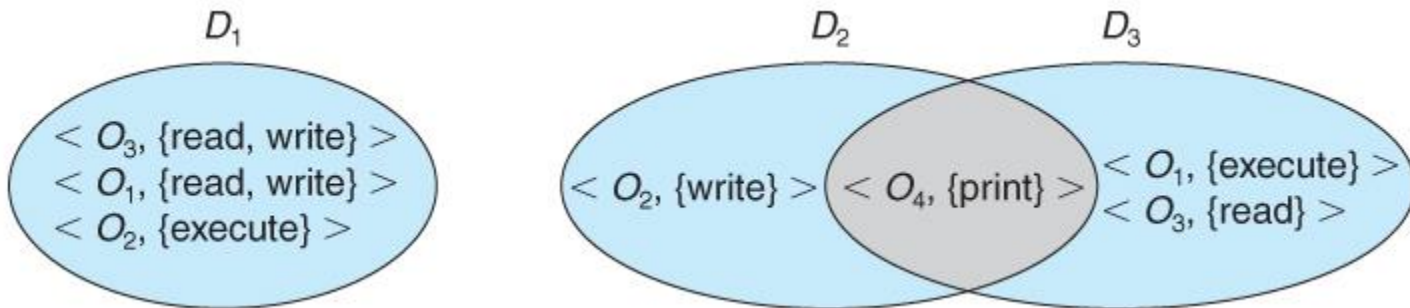 D₁
< O₃, {read, write} >
< O₁, {read, write} >
< O₂, {execute} >
D₂
D₃
< O₂, {write} >
< O₄, {print} >
< O₁, {execute} >
< O₃, {read} >